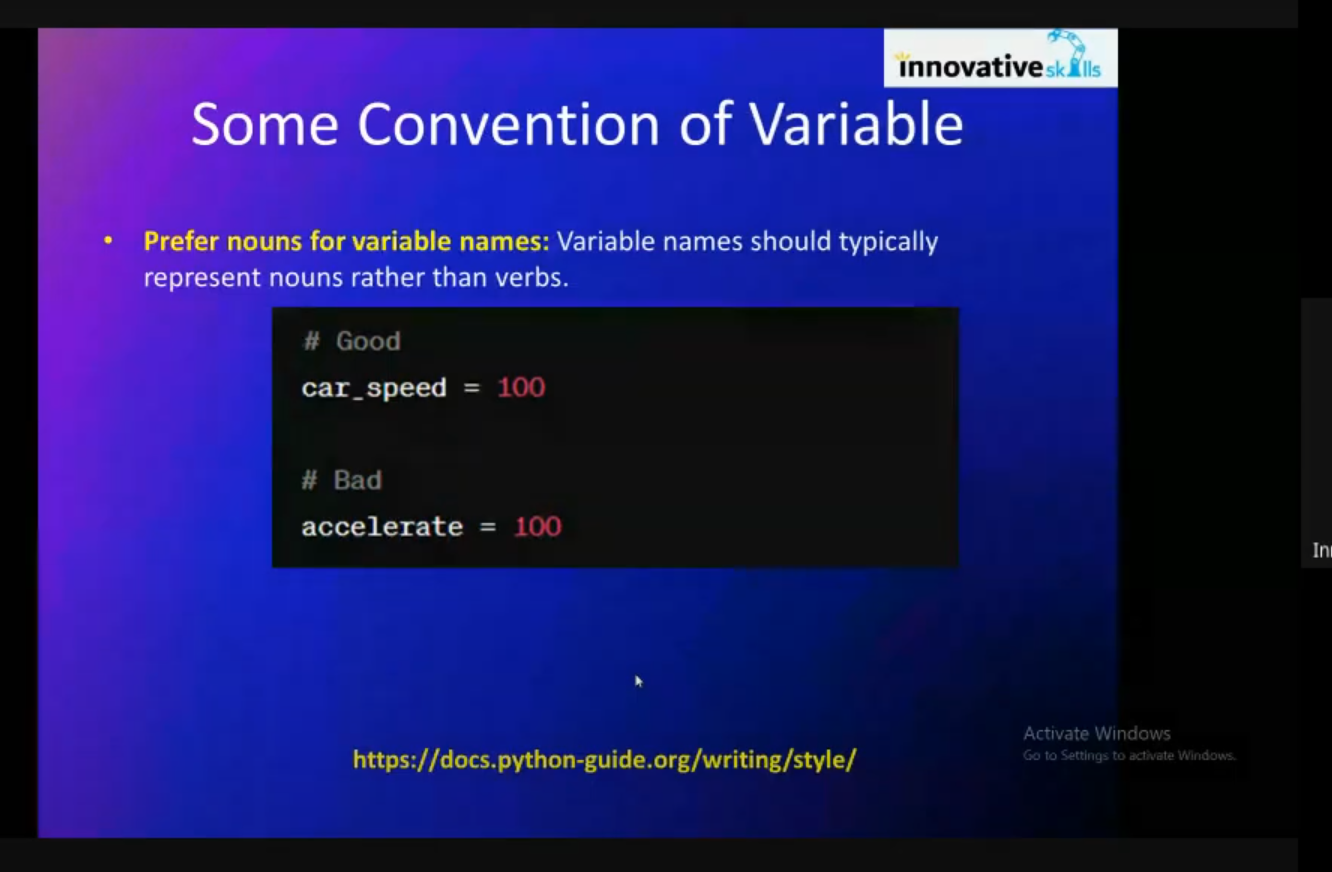 innovative skills
Some Convention of Variable
• Prefer nouns for variable names: Variable names should typically
represent nouns rather than verbs.
# Good
car_speed = 100
# Bad
accelerate = 100
https://docs.python-guide.org/writing/style/
Activate Windows
Go to Settings to activate Windows.